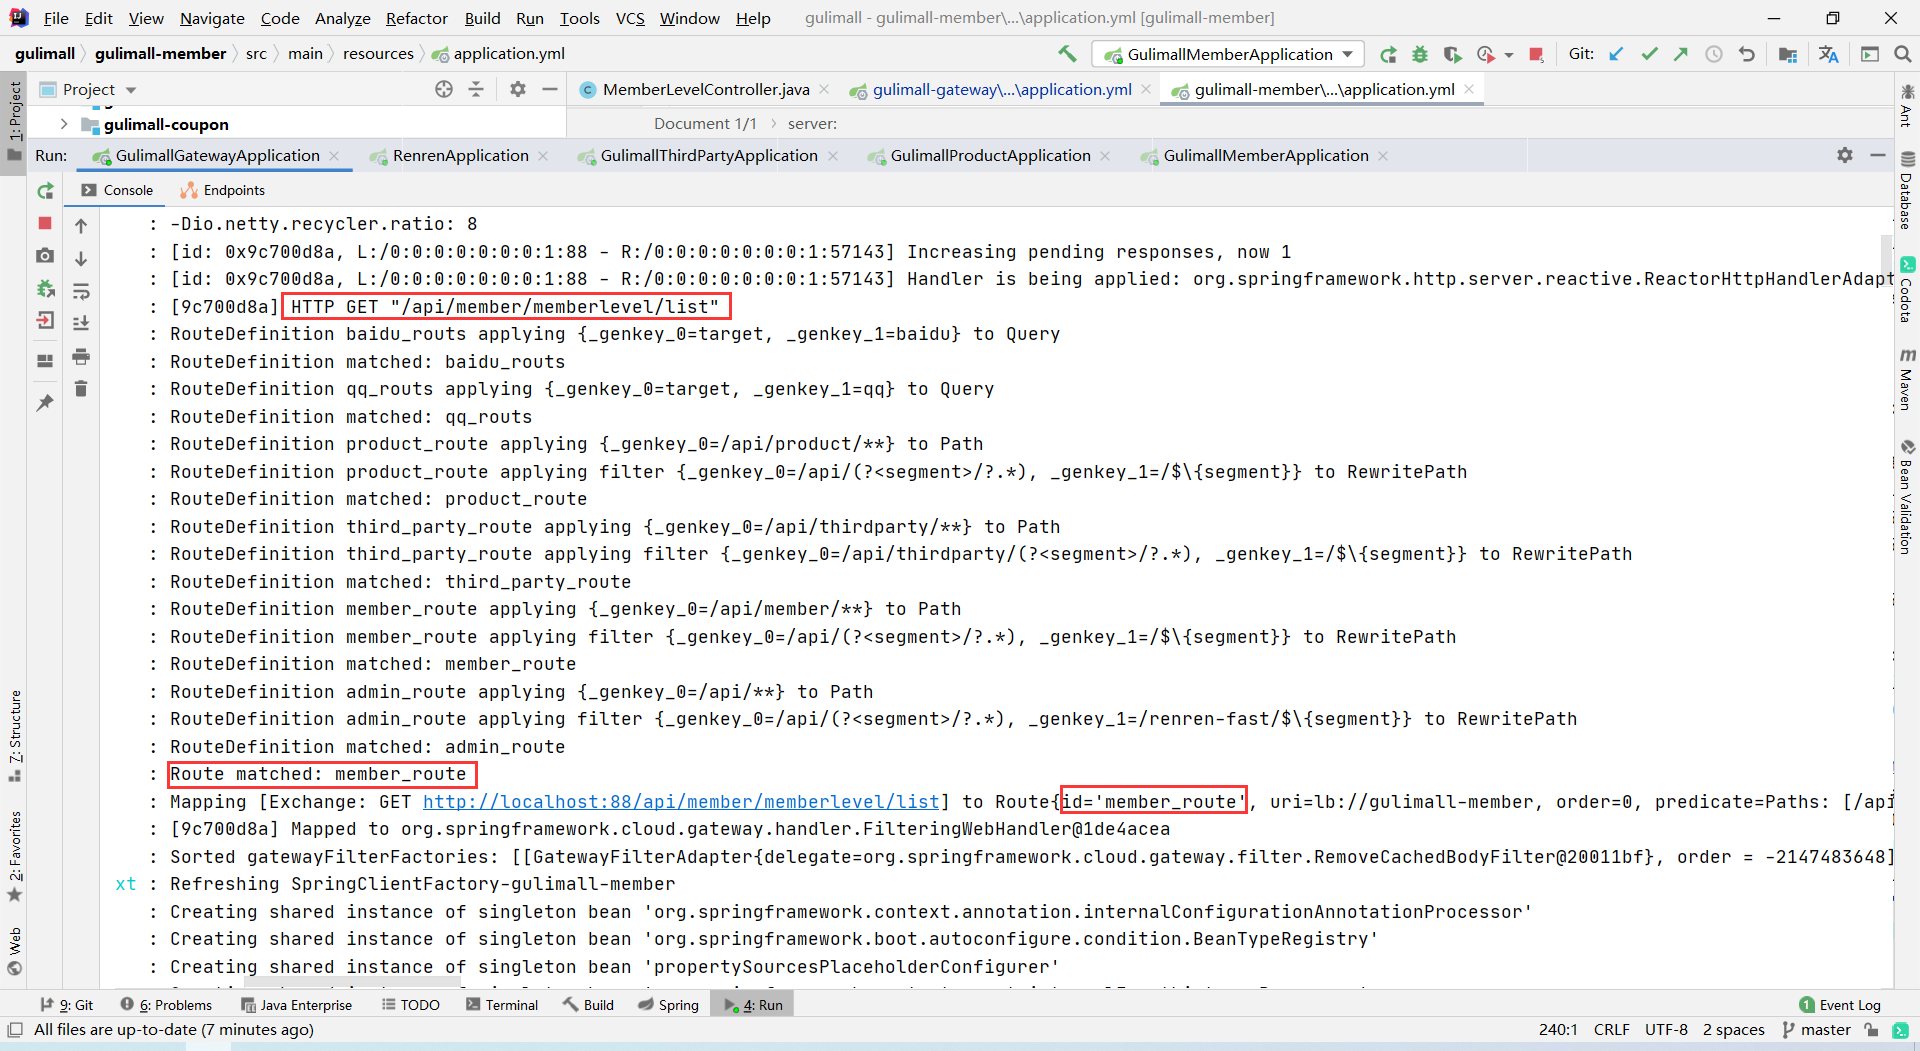 File Edit View Navigate Code Analyze Refactor Build Run Tools VCS Window Help gulimall - gulimall-member\...\application.yml [gulimall-member]
gulimall gulimall-member src main resources application.yml GulimallMemberApplication Git:
Project MemberLevelController.java gulimall-gateway\...\application.yml gulimall-member\...\application.yml
gulimall-coupon Document 1/1 server:
Run: GulimallGatewayApplication RenrenApplication GulimallThirdPartyApplication GulimallProductApplication GulimallMemberApplication
Console Endpoints
: -Dio.netty.recycler.ratio: 8
: [id: 0x9c700d8a, L:/0:0:0:0:0:0:0:1:88 - R:/0:0:0:0:0:0:0:1:57143] Increasing pending responses, now 1
: [id: 0x9c700d8a, L:/0:0:0:0:0:0:0:1:88 - R:/0:0:0:0:0:0:0:1:57143] Handler is being applied: org.springframework.http.server.reactive.ReactorHttpHandlerAdapt
: [9c700d8a] HTTP GET "/api/member/memberlevel/list"
: RouteDefinition baidu_routs applying {_genkey_0=target, _genkey_1=baidu} to Query
: RouteDefinition matched: baidu_routs
: RouteDefinition qq_routs applying {_genkey_0=target, _genkey_1=qq} to Query
: RouteDefinition matched: qq_routs
: RouteDefinition product_route applying {_genkey_0=/api/product/**} to Path
: RouteDefinition product_route applying filter {_genkey_0=/api/(?<segment>/?.*), _genkey_1=/$\{segment}} to RewritePath
: RouteDefinition matched: product_route
: RouteDefinition third_party_route applying {_genkey_0=/api/thirdparty/**} to Path
: RouteDefinition third_party_route applying filter {_genkey_0=/api/thirdparty/(?<segment>/?.*), _genkey_1=/$\{segment}} to RewritePath
: RouteDefinition matched: third_party_route
: RouteDefinition member_route applying {_genkey_0=/api/member/**} to Path
: RouteDefinition member_route applying filter {_genkey_0=/api/(?<segment>/?.*), _genkey_1=/$\{segment}} to RewritePath
: RouteDefinition matched: member_route
: RouteDefinition admin_route applying {_genkey_0=/api/**} to Path
: RouteDefinition admin_route applying filter {_genkey_0=/api/(?<segment>/?.*), _genkey_1=/renren-fast/$\{segment}} to RewritePath
: RouteDefinition matched: admin_route
: Route matched: member_route
: Mapping [Exchange: GET http://localhost:88/api/member/memberlevel/list] to Route{id='member_route', uri=lb://gulimall-member, order=0, predicate=Paths: [/api
: [9c700d8a] Mapped to org.springframework.cloud.gateway.handler.FilteringWebHandler@1de4acea
: Sorted gatewayFilterFactories: [[GatewayFilterAdapter{delegate=org.springframework.cloud.gateway.filter.RemoveCachedBodyFilter@20011bf}, order = -2147483648]
xt : Refreshing SpringClientFactory-gulimall-member
: Creating shared instance of singleton bean 'org.springframework.context.annotation.internalConfigurationAnnotationProcessor'
: Creating shared instance of singleton bean 'org.springframework.boot.autoconfigure.condition.BeanTypeRegistry'
: Creating shared instance of singleton bean 'propertySourcesPlaceholderConfigurer'
1: Project
7: Structure
2: Favorites
Web
Ant
Database
Codota
Maven
Bean Validation
9: Git 6: Problems Java Enterprise TODO Terminal Build Spring 4: Run 1 Event Log
All files are up-to-date (7 minutes ago) 240:1 CRLF UTF-8 2 spaces master